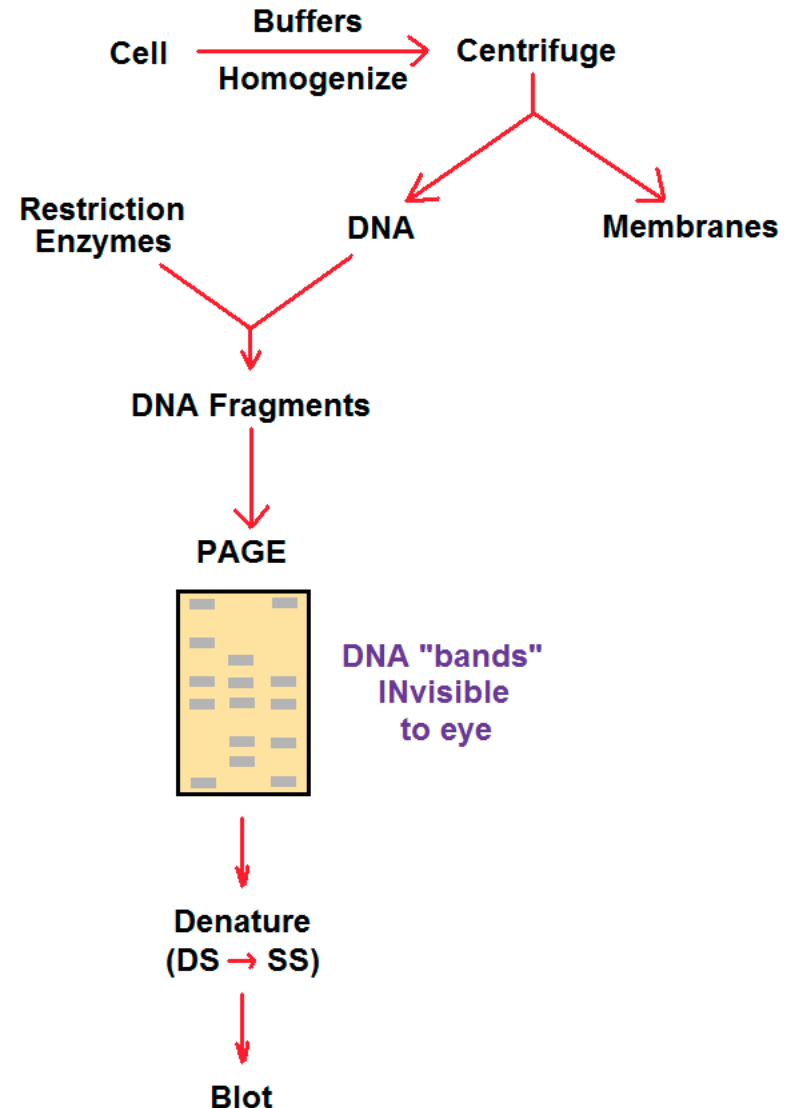 Buffers
Cell
Centrifuge
Homogenize
Restriction
Enzymes
DNA
Membranes
DNA Fragments
PAGE
DNA "bands"
INvisible
to eye
Denature
(DS → SS)
Blot